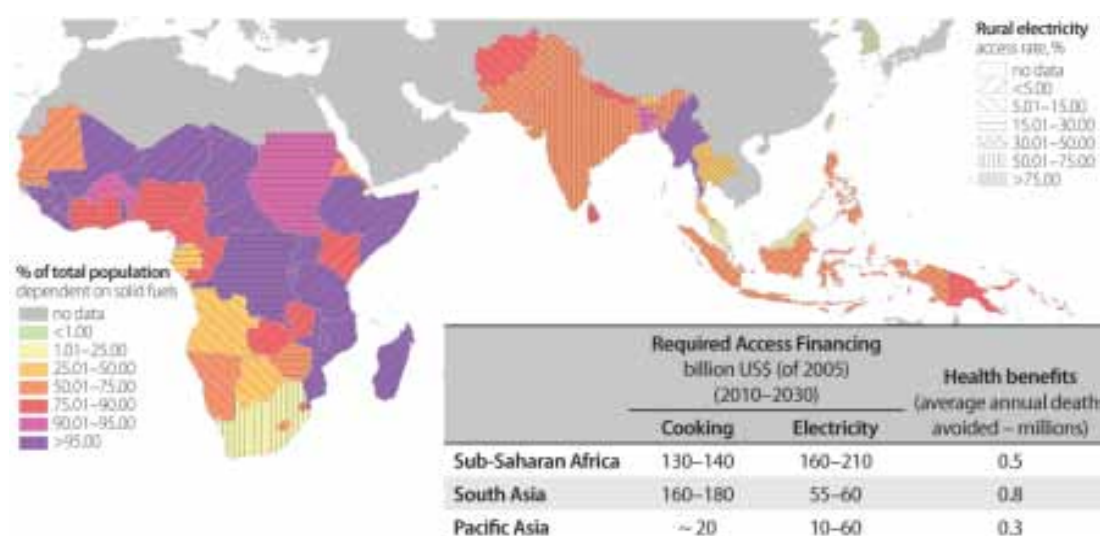 Rural electricity
access rate, %
no data
<5.00
5.01–15.00
15.01–30.00
30.01–50.00
50.01–75.00
>75.00
% of total population
dependent on solid fuels
no data
<1.00
1.01–25.00
25.01–50.00
50.01–75.00
75.01–90.00
90.01–95.00
>95.00
Required Access Financing
billion US$ (of 2005)
(2010–2030)
Health benefits
(average annual death
avoided – millions)
Cooking Electricity
Sub-Saharan Africa 130–140 160–210 0.5
South Asia 160–180 55–60 0.8
Pacific Asia ~ 20 10–60 0.3